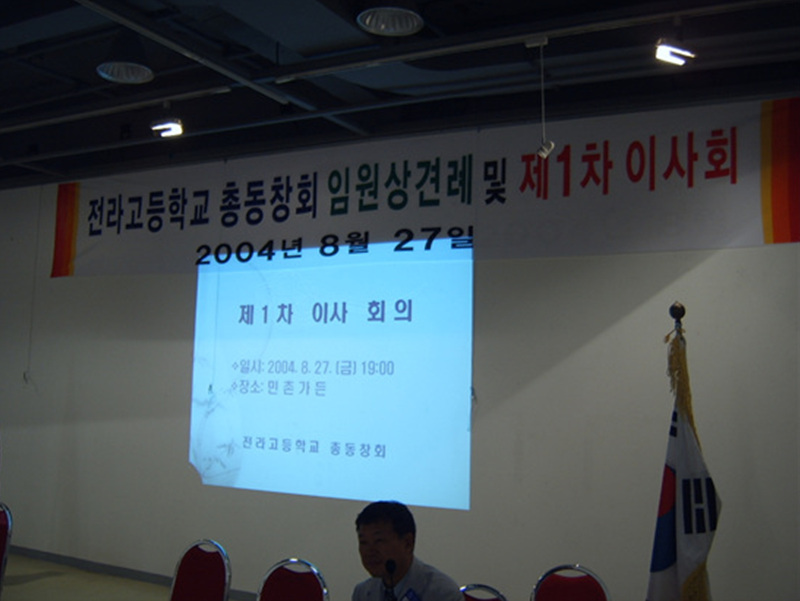 전라고등학교 총동창회 임원상견례 및 제1차 이사회
2004년 8월 27일
제 1 차 이사 회 의
❖일시: 2004. 8. 27. (금) 19:00
❖장소: 민 촌 가 든
전라고등학교 총동창회